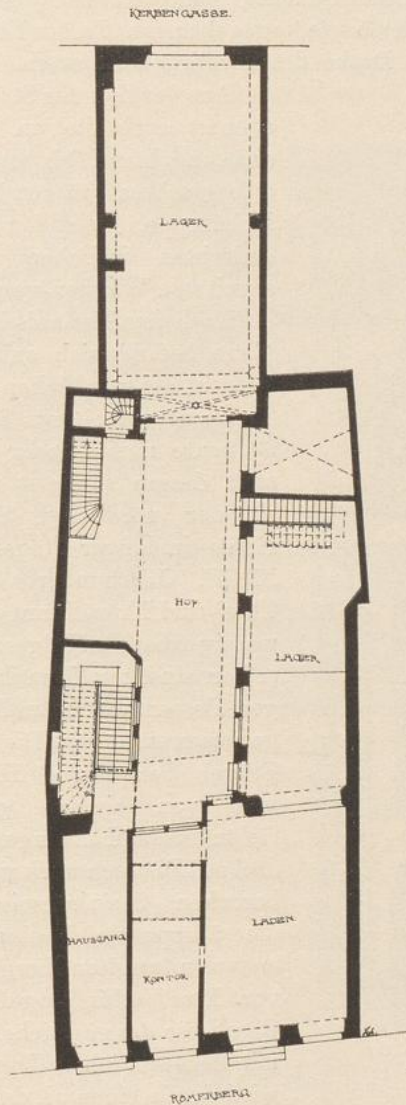 KERBENGASSE.
LAGER
HOF
LAGER
HAUSGANG
LADEN.
KONTOR
RÖMERBERG